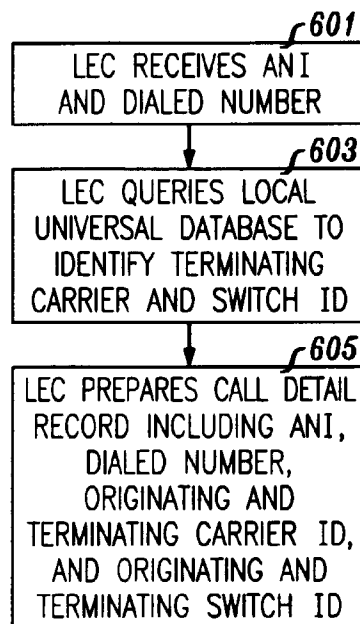 601
LEC RECEIVES ANI
AND DIALED NUMBER
603
LEC QUERIES LOCAL
UNIVERSAL DATABASE TO
IDENTIFY TERMINATING
CARRIER AND SWITCH ID
605
LEC PREPARES CALL DETAIL
RECORD INCLUDING ANI,
DIALED NUMBER,
ORIGINATING AND
TERMINATING CARRIER ID,
AND ORIGINATING AND
TERMINATING SWITCH ID